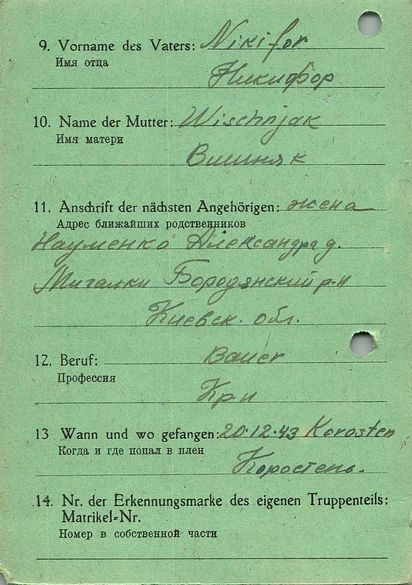 9. Vorname des Vaters: Nikifor
Имя отца
Никифор
10. Name der Mutter: Wischnjak
Имя матери
Вишняк
11. Anschrift der nächsten Angehörigen: жена
Адрес ближайших родственников
Науменко Александра д.
Мигалки Бородянский р-н
Киевск. обл.
12. Beruf: Bauer
Профессия
Кр-н
13 Wann und wo gefangen: 20.12.43 Korosten
Когда и где попал в плен
Коростень.
14. Nr. der Erkennungsmarke des eigenen Truppenteils:
Matrikel-Nr.
Номер в собственной части